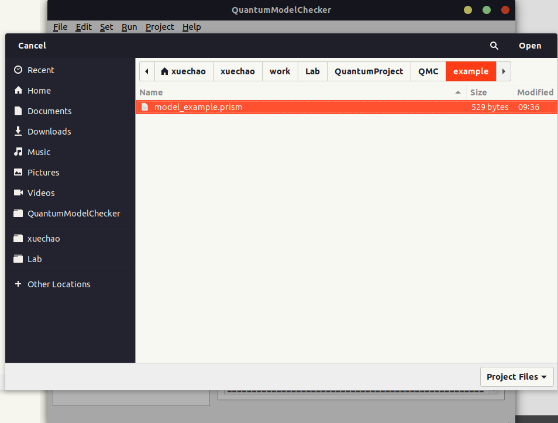 QuantumModelChecker
File Edit Set Run Project Help
Cancel Open
Recent
Home
Documents
Downloads
Music
Pictures
Videos
QuantumModelChecker
xuechao
Lab
Other Locations
xuechao xuechao work Lab QuantumProject QMC example
Name Size Modified
model_example.prism 529 bytes 09:36
Project Files